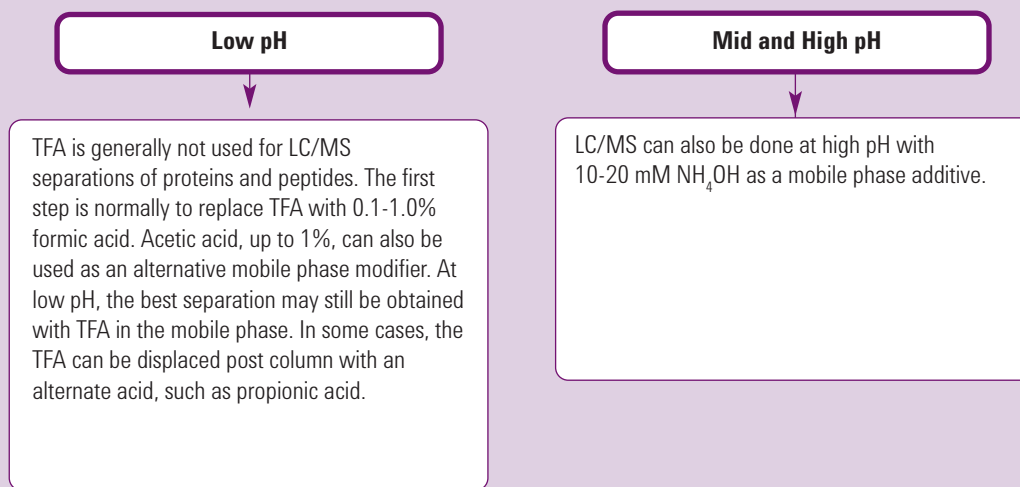 Low pH
TFA is generally not used for LC/MS
separations of proteins and peptides. The first
step is normally to replace TFA with 0.1-1.0%
formic acid. Acetic acid, up to 1%, can also be
used as an alternative mobile phase modifier. At
low pH, the best separation may still be obtained
with TFA in the mobile phase. In some cases, the
TFA can be displaced post column with an
alternate acid, such as propionic acid.
Mid and High pH
LC/MS can also be done at high pH with
10-20 mM NH₄OH as a mobile phase additive.